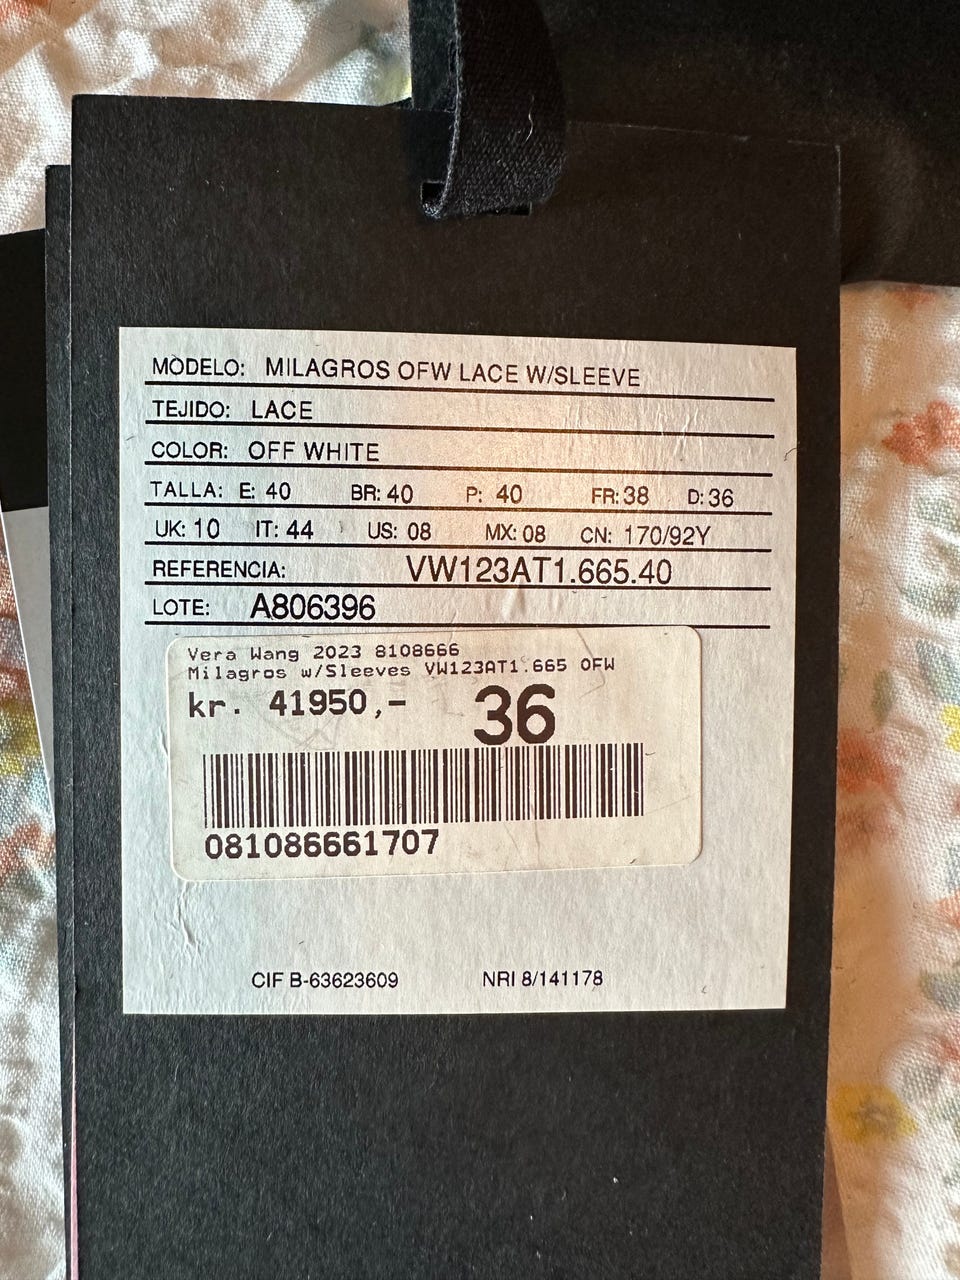 MODELO: MILAGROS OFW LACE W/SLEEVE
TEJIDO: LACE
COLOR: OFF WHITE
TALLA: E: 40 BR: 40 P: 40 FR: 38 D: 36
UK: 10 IT: 44 US: 08 MX: 08 CN: 170/92Y
REFERENCIA: VW123AT1.665.40
LOTE: A806396
Vera Wang 2023 8108666
Milagros w/Sleeves VW123AT1.665 OFW
kr. 41950,- 36
081086661707
CIF B-63623609 NRI 8/141178